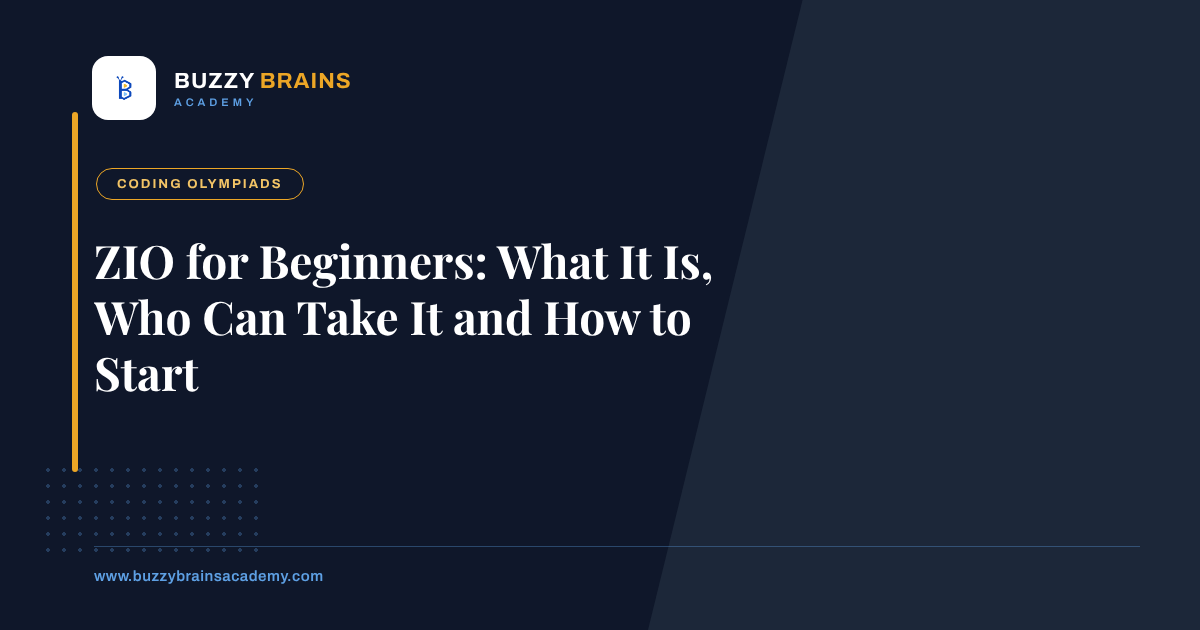 BUZZY BRAINS
ACADEMY
CODING OLYMPIADS
ZIO for Beginners: What It Is,
Who Can Take It and How to
Start
www.buzzybrainsacademy.com